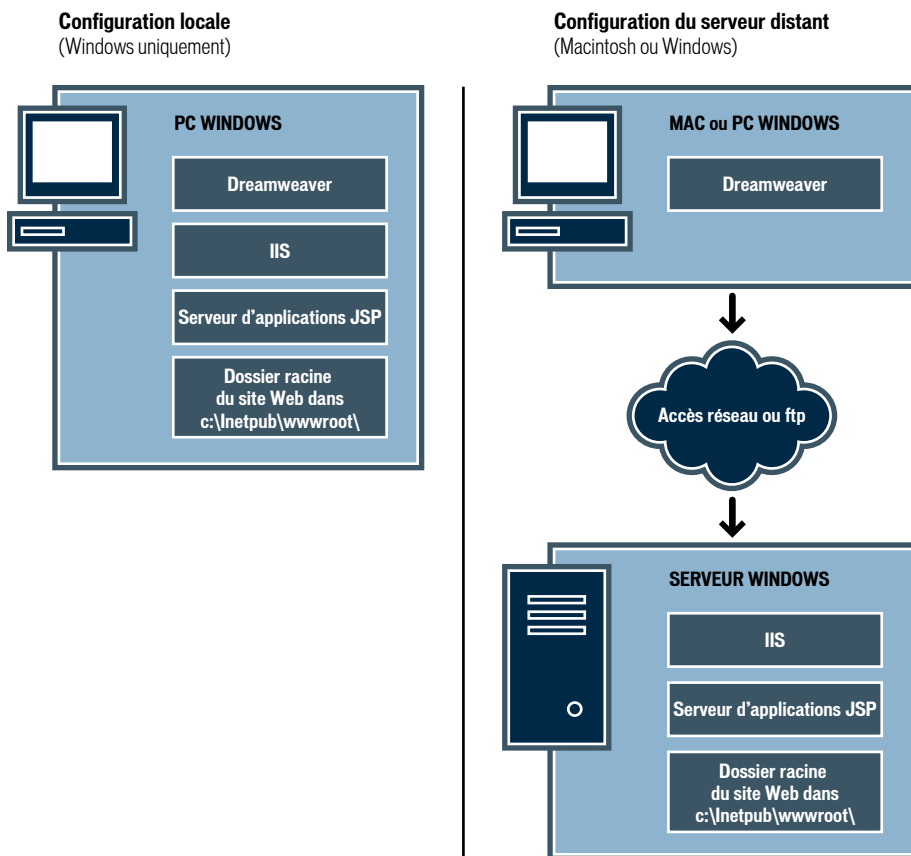 Configuration locale
(Windows uniquement)
PC WINDOWS
Dreamweaver
IIS
Serveur d'applications JSP
Dossier racine
du site Web dans
c:\Inetpub\wwwroot\
Configuration du serveur distant
(Macintosh ou Windows)
MAC ou PC WINDOWS
Dreamweaver
Accès réseau ou ftp
SERVEUR WINDOWS
IIS
Serveur d'applications JSP
Dossier racine
du site Web dans
c:\Inetpub\wwwroot\